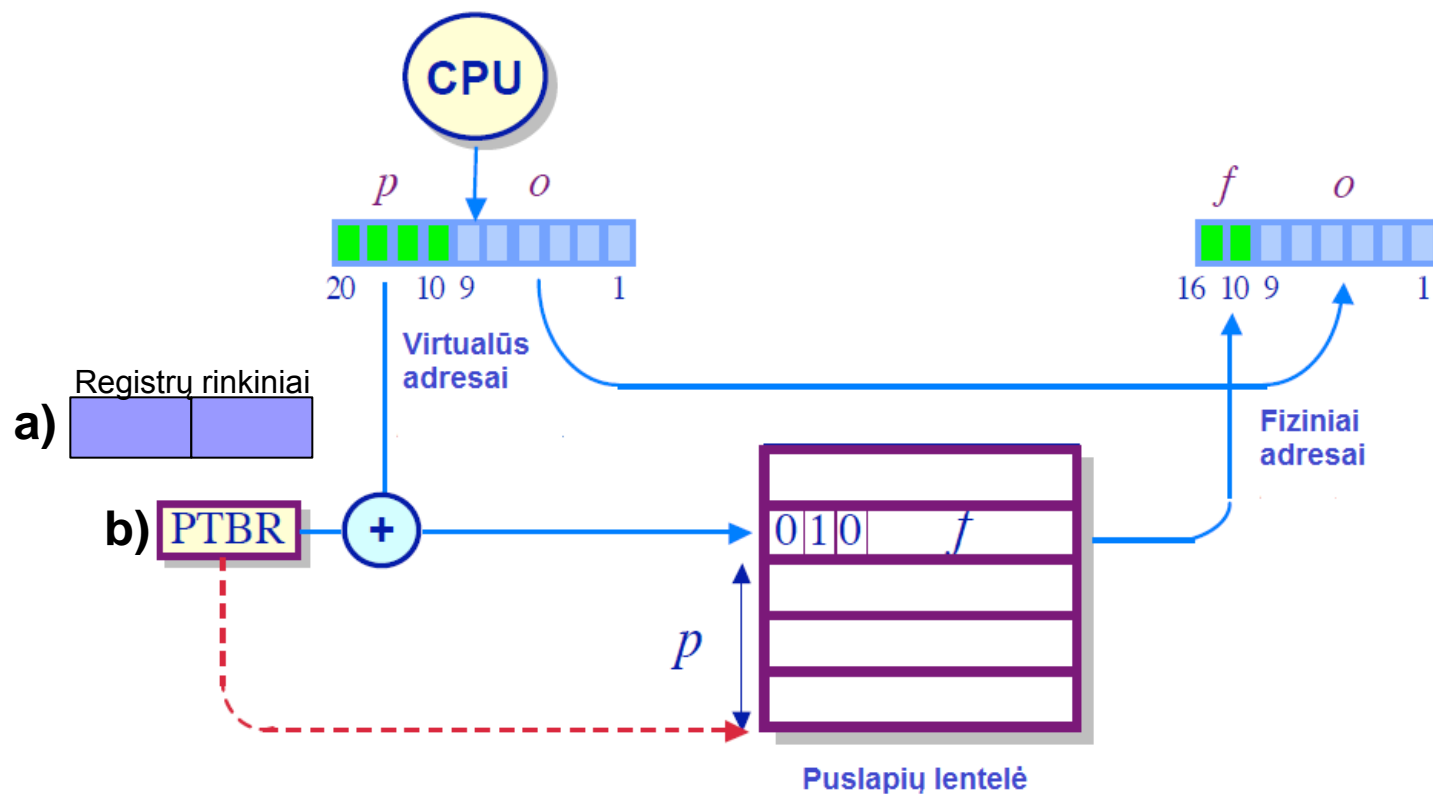 CPU
p o
f o
20 10 9 1
16 10 9 1
Virtualūs
adresai
Registrų rinkiniai
a)
Fiziniai
adresai
b) PTBR + 0 1 0 f
p
Puslapių lentelė